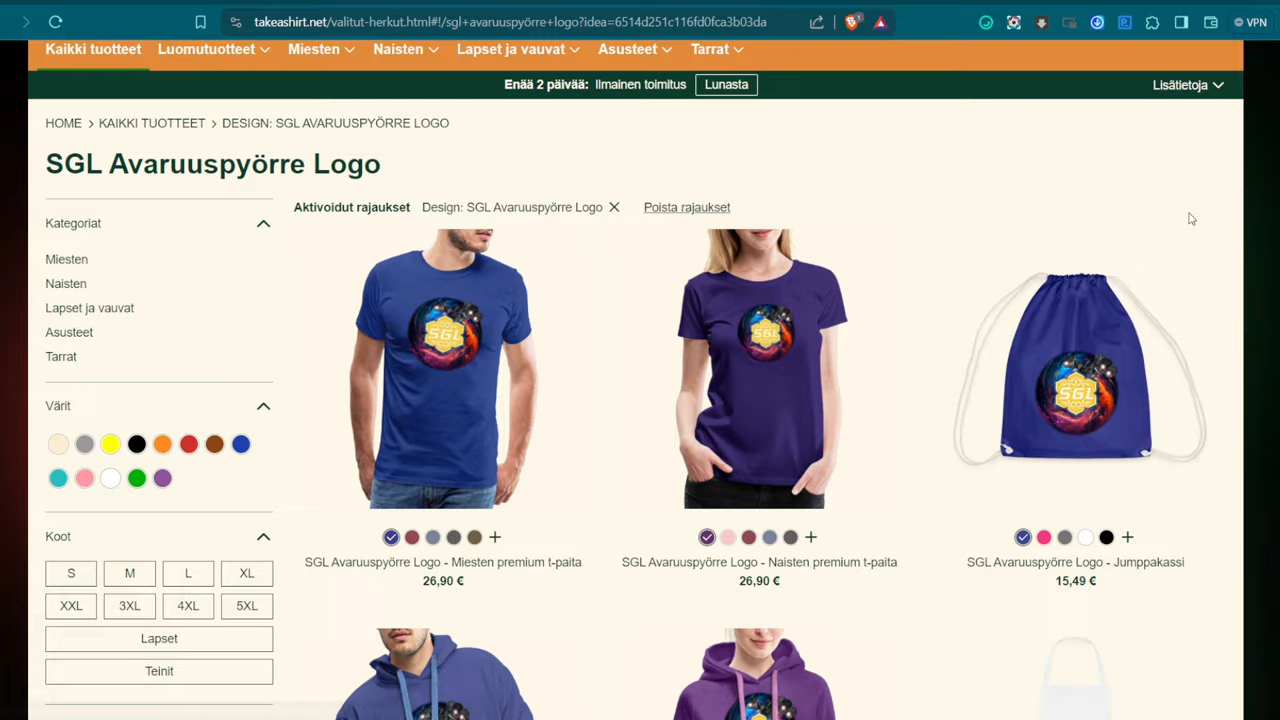 takeashirt.net/valitut-herkut.html#!/sgl+avaruuspyörre+logo?idea=6514d251c116fd0fca3b03da
1
VPN
Kaikki tuotteet
Luomutuotteet
Miesten
Naisten
Lapset ja vauvat
Asusteet
Tarrat
Enää 2 päivää: Ilmainen toimitus
Lunasta
Lisätietoja
HOME > KAIKKI TUOTTEET > DESIGN: SGL AVARUUSPYÖRRE LOGO
SGL Avaruuspyörre Logo
Aktivoidut rajaukset
Design: SGL Avaruuspyörre Logo
Poista rajaukset
Kategoriat
Miesten
Naisten
Lapset ja vauvat
Asusteet
Tarrat
Värit
Koot
S
M
L
XL
XXL
3XL
4XL
5XL
Lapset
Teinit
SGL
SGL
SGL
SGL Avaruuspyörre Logo - Miesten premium t-paita
26,90 €
SGL Avaruuspyörre Logo - Naisten premium t-paita
26,90 €
SGL Avaruuspyörre Logo - Jumppakassi
15,49 €